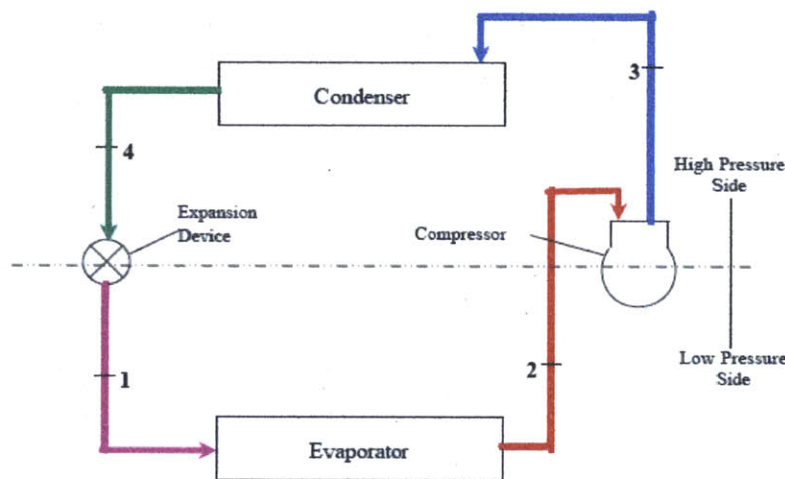 Condenser
3
4
High Pressure
Side
Expansion
Device
Compressor
1
2
Low Pressure
Side
Evaporator